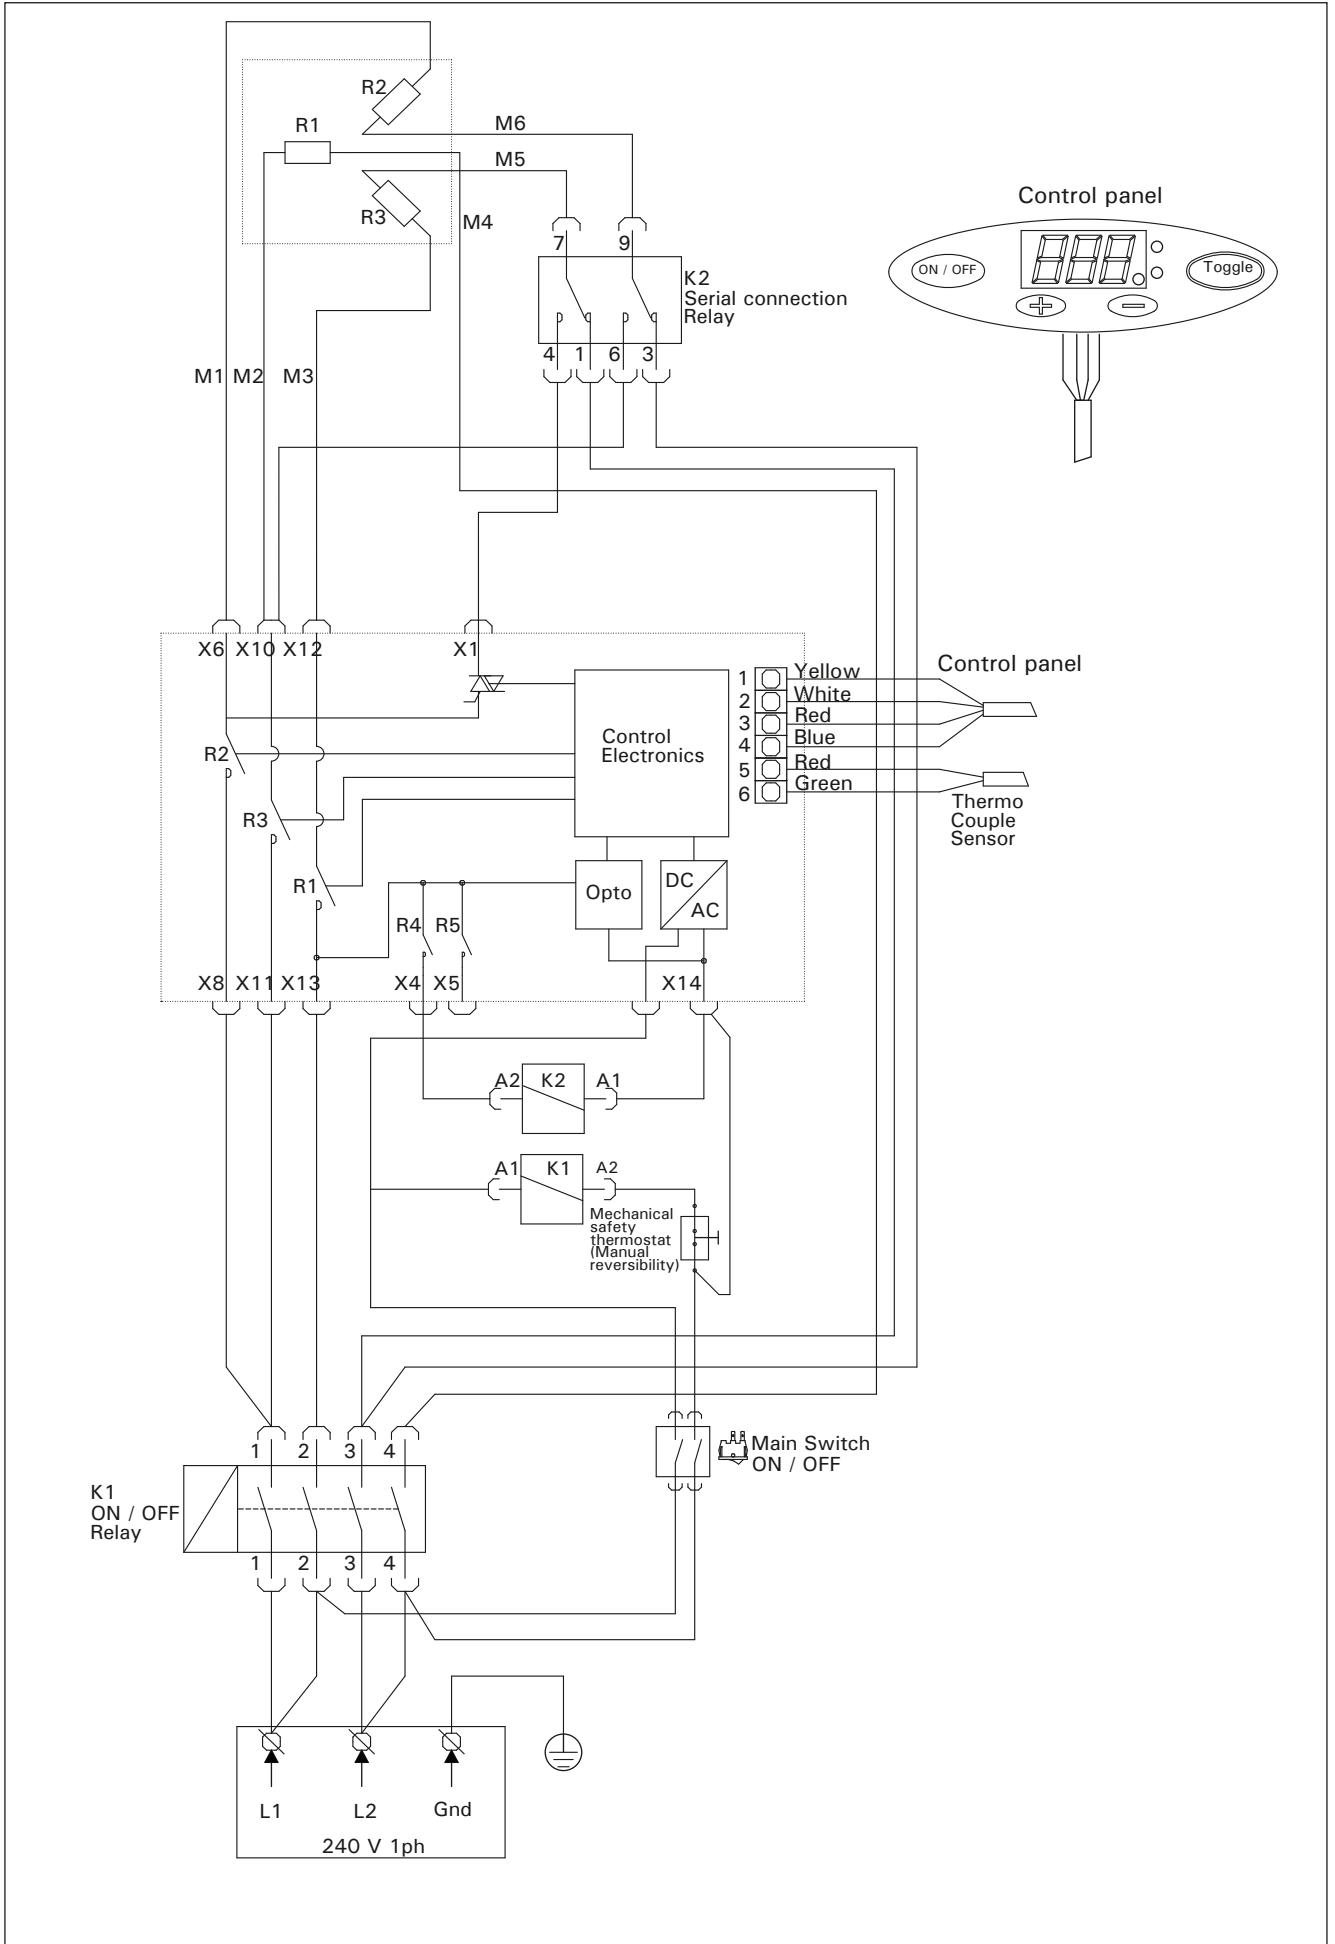 R2
R1
M6
M5
R3
M4
7
9
K2
Serial connection
Relay
4 1 6 3
M1 M2 M3
Control panel
ON / OFF
Toggle
X6 X10 X12
X1
Control
Electronics
1
2
3
4
5
6
Yellow
White
Red
Blue
Red
Green
Control panel
Thermo
Couple
Sensor
R2
R3
R1
Opto
DC
AC
R4 R5
X8 X11 X13
X4 X5
X14
A2 K2 A1
A1 K1 A2
Mechanical
safety
thermostat
(Manual
reversibility)
1 2 3 4
Main Switch
ON / OFF
K1
ON / OFF
Relay
1 2 3 4
L1 L2 Gnd
240 V 1ph